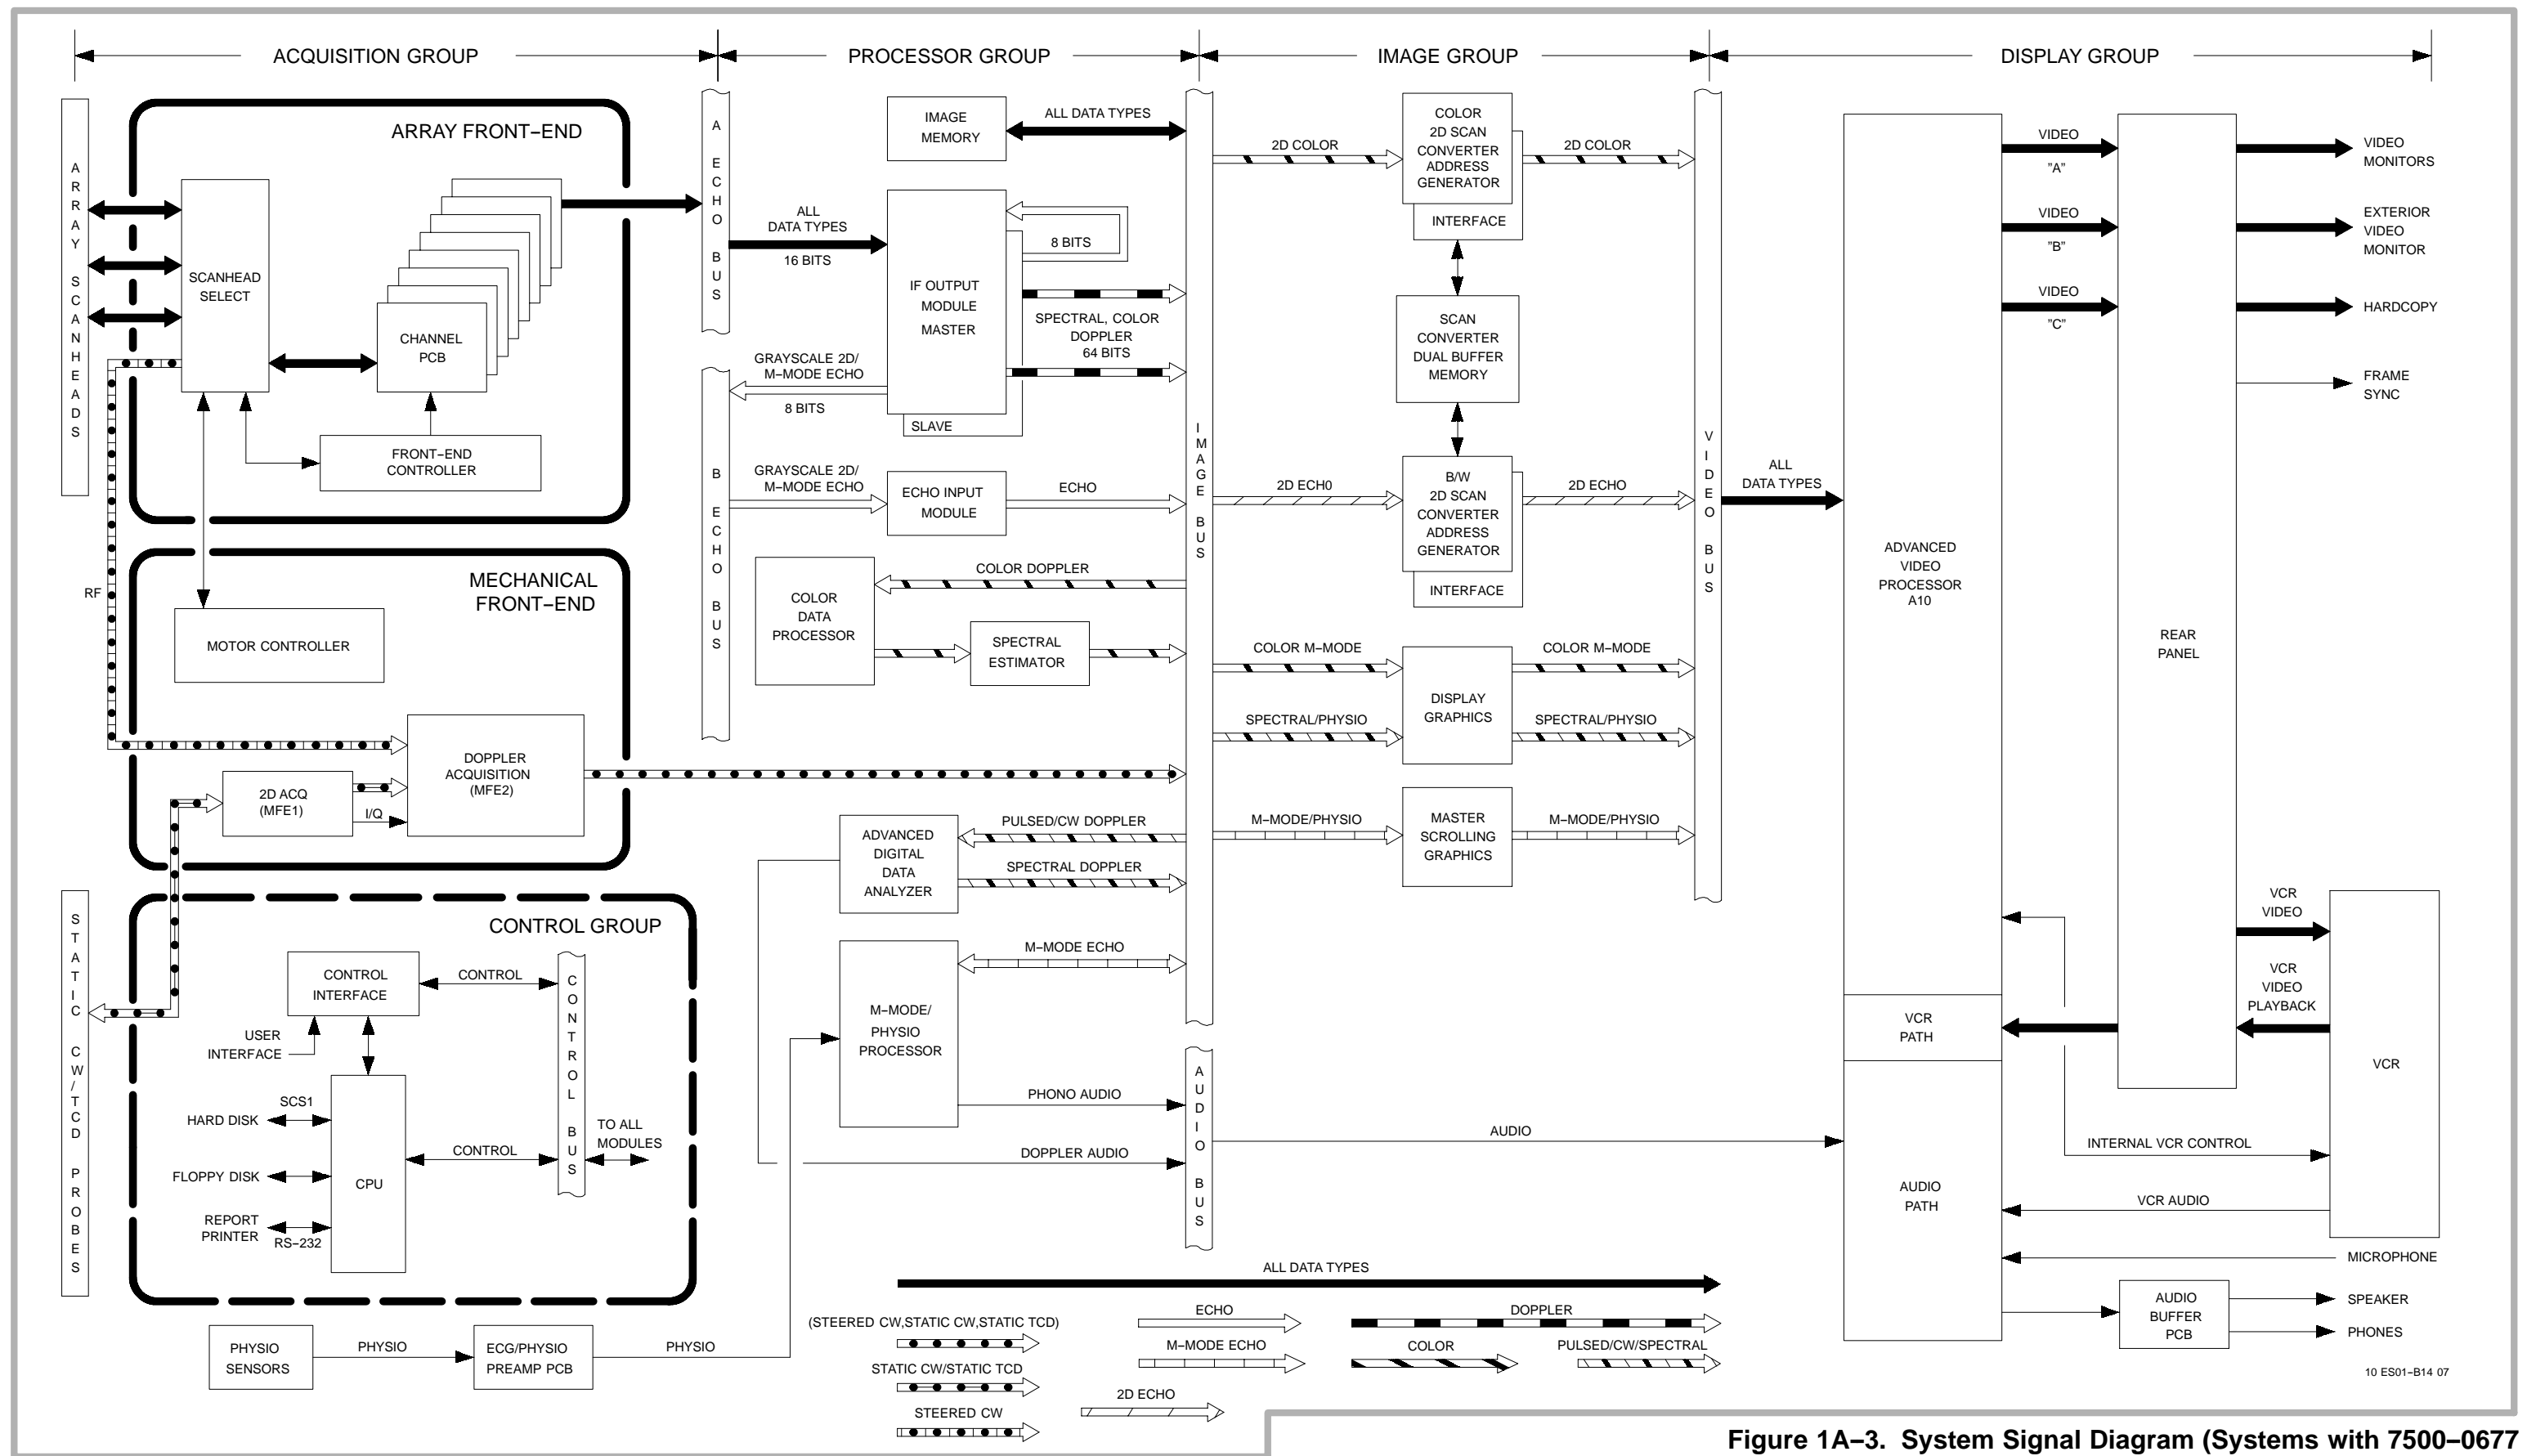 ACQUISITION GROUP
PROCESSOR GROUP
IMAGE GROUP
DISPLAY GROUP
ARRAY SCANHEADS
ARRAY FRONT-END
SCANHEAD
SELECT
CHANNEL
PCB
FRONT-END
CONTROLLER
RF
MECHANICAL
FRONT-END
MOTOR CONTROLLER
2D ACQ
(MFE1)
I/Q
DOPPLER
ACQUISITION
(MFE2)
STATIC CW/TCD PROBES
CONTROL GROUP
CONTROL
INTERFACE
CONTROL
USER
INTERFACE
CONTROL BUS
SCS1
HARD DISK
FLOPPY DISK
REPORT
PRINTER
RS-232
CPU
CONTROL
TO ALL
MODULES
PHYSIO
SENSORS
PHYSIO
ECG/PHYSIO
PREAMP PCB
PHYSIO
A ECHO BUS
B ECHO BUS
IMAGE
MEMORY
ALL DATA TYPES
ALL
DATA TYPES
16 BITS
IF OUTPUT
MODULE
MASTER
SLAVE
8 BITS
SPECTRAL, COLOR
DOPPLER
64 BITS
GRAYSCALE 2D/
M-MODE ECHO
8 BITS
GRAYSCALE 2D/
M-MODE ECHO
ECHO INPUT
MODULE
ECHO
COLOR
DATA
PROCESSOR
COLOR DOPPLER
SPECTRAL
ESTIMATOR
ADVANCED
DIGITAL
DATA
ANALYZER
PULSED/CW DOPPLER
SPECTRAL DOPPLER
M-MODE/
PHYSIO
PROCESSOR
M-MODE ECHO
PHONO AUDIO
DOPPLER AUDIO
IMAGE BUS
AUDIO BUS
2D COLOR
COLOR
2D SCAN
CONVERTER
ADDRESS
GENERATOR
INTERFACE
2D COLOR
SCAN
CONVERTER
DUAL BUFFER
MEMORY
2D ECH0
B/W
2D SCAN
CONVERTER
ADDRESS
GENERATOR
INTERFACE
2D ECHO
COLOR M-MODE
SPECTRAL/PHYSIO
DISPLAY
GRAPHICS
COLOR M-MODE
SPECTRAL/PHYSIO
M-MODE/PHYSIO
MASTER
SCROLLING
GRAPHICS
M-MODE/PHYSIO
VIDEO BUS
ALL
DATA TYPES
AUDIO
ADVANCED
VIDEO
PROCESSOR
A10
VCR
PATH
AUDIO
PATH
VIDEO
"A"
VIDEO
"B"
VIDEO
"C"
REAR
PANEL
VIDEO
MONITORS
EXTERIOR
VIDEO
MONITOR
HARDCOPY
FRAME
SYNC
VCR
VIDEO
VCR
VIDEO
PLAYBACK
VCR
INTERNAL VCR CONTROL
VCR AUDIO
MICROPHONE
AUDIO
BUFFER
PCB
SPEAKER
PHONES
ALL DATA TYPES
(STEERED CW,STATIC CW,STATIC TCD)
ECHO
DOPPLER
STATIC CW/STATIC TCD
M-MODE ECHO
COLOR
PULSED/CW/SPECTRAL
STEERED CW
2D ECHO
10 ES01-B14 07
Figure 1A-3. System Signal Diagram (Systems with 7500-0677